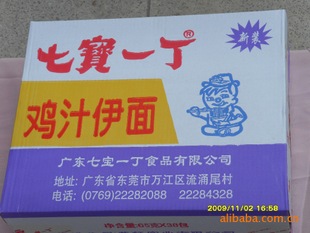 七寳一丁®
新装
鸡汁伊面
广东七宝一丁食品有限公司
地址: 广东省东莞市万江区流涌尾村
电话: (0769)22282088 22284328
2009/11/02 16:58
alibaba.com.cn